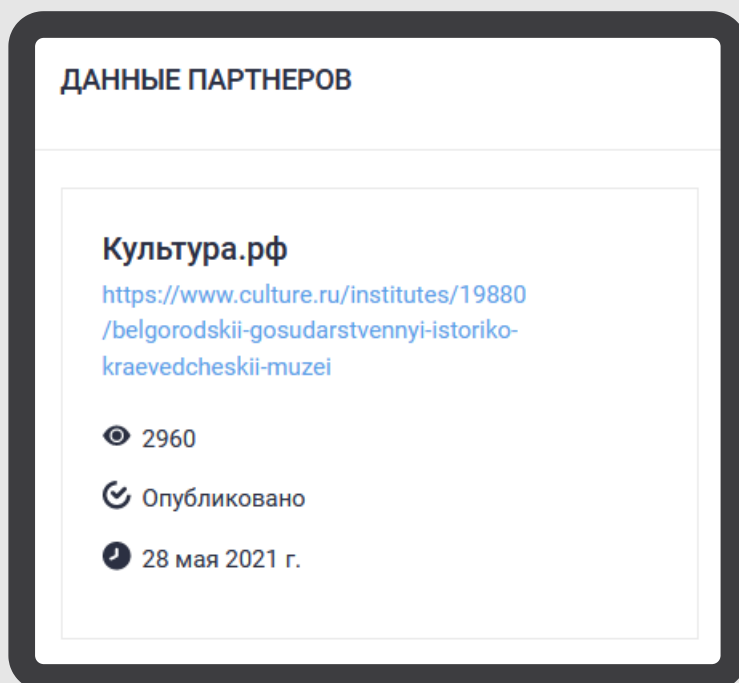 ДАННЫЕ ПАРТНЕРОВ
Культура.рф
https://www.culture.ru/institutes/19880
/belgorodskii-gosudarstvennyi-istoriko-
kraevedcheskii-muzei
2960
Опубликовано
28 мая 2021 г.